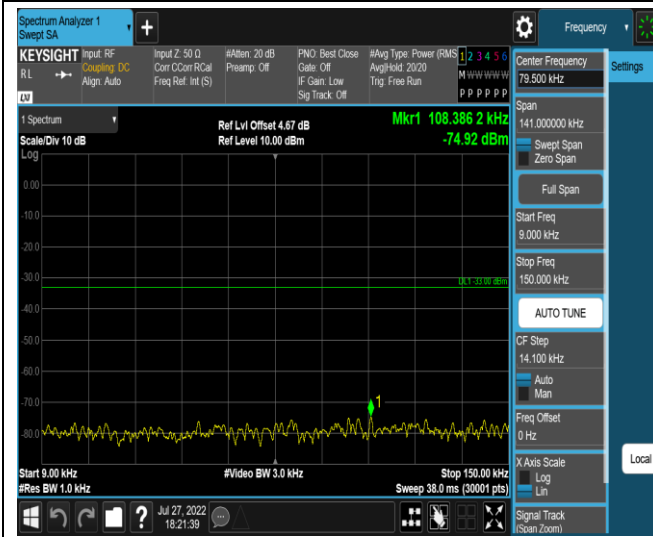 Spectrum Analyzer 1
Swept SA
+
Frequency
KEYSIGHT
RL
LXI
Input: RF
Coupling: DC
Align: Auto
Input Z: 50 Ω
Corr CCorr RCal
Freq Ref: Int (S)
#Atten: 20 dB
Preamp: Off
PNO: Best Close
Gate: Off
IF Gain: Low
Sig Track: Off
#Avg Type: Power (RMS
Avg|Hold: 20/20
Trig: Free Run
1 2 3 4 5 6
M W W W W W
P P P P P P
1 Spectrum
Scale/Div 10 dB
Log
Ref Lvl Offset 4.67 dB
Ref Level 10.00 dBm
Mkr1 108.386 2 kHz
-74.92 dBm
0.00
-10.0
-20.0
-30.0
DL1 -33.00 dBm
-40.0
-50.0
-60.0
-70.0
1
-80.0
Start 9.00 kHz
#Video BW 3.0 kHz
Stop 150.00 kHz
#Res BW 1.0 kHz
Sweep 38.0 ms (30001 pts)
?
Jul 27, 2022
18:21:39
Center Frequency
79.500 kHz
Span
141.000000 kHz
Swept Span
Zero Span
Full Span
Start Freq
9.000 kHz
Stop Freq
150.000 kHz
AUTO TUNE
CF Step
14.100 kHz
Auto
Man
Freq Offset
0 Hz
X Axis Scale
Log
Lin
Signal Track
(Span Zoom)
Settings
Local